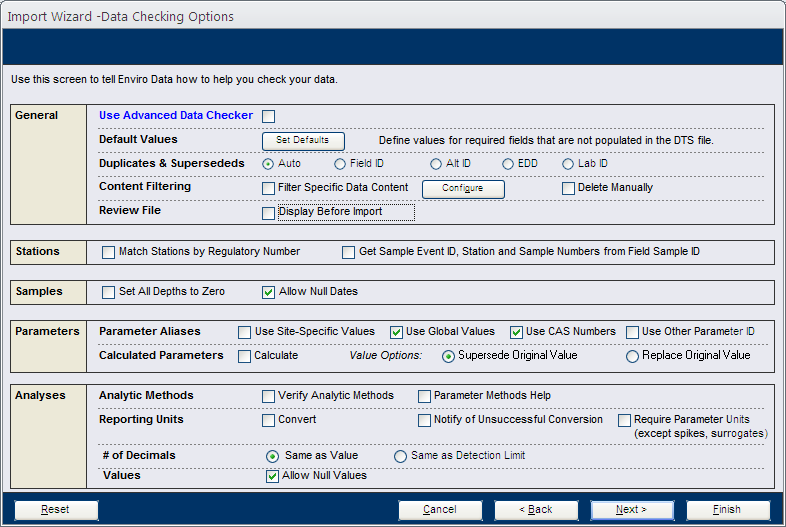 Import Wizard -Data Checking Options
Use this screen to tell Enviro Data how to help you check your data.
General
Use Advanced Data Checker
Default Values Set Defaults Define values for required fields that are not populated in the DTS file.
Duplicates & Supersededs Auto Field ID Alt ID EDD Lab ID
Content Filtering Filter Specific Data Content Configure Delete Manually
Review File Display Before Import
Stations Match Stations by Regulatory Number Get Sample Event ID, Station and Sample Numbers from Field Sample ID
Samples Set All Depths to Zero Allow Null Dates
Parameters Parameter Aliases Use Site-Specific Values Use Global Values Use CAS Numbers Use Other Parameter ID
Calculated Parameters Calculate Value Options: Supersede Original Value Replace Original Value
Analyses Analytic Methods Verify Analytic Methods Parameter Methods Help
Reporting Units Convert Notify of Unsuccessful Conversion Require Parameter Units
(except spikes, surrogates)
# of Decimals Same as Value Same as Detection Limit
Values Allow Null Values
Reset Cancel < Back Next > Finish